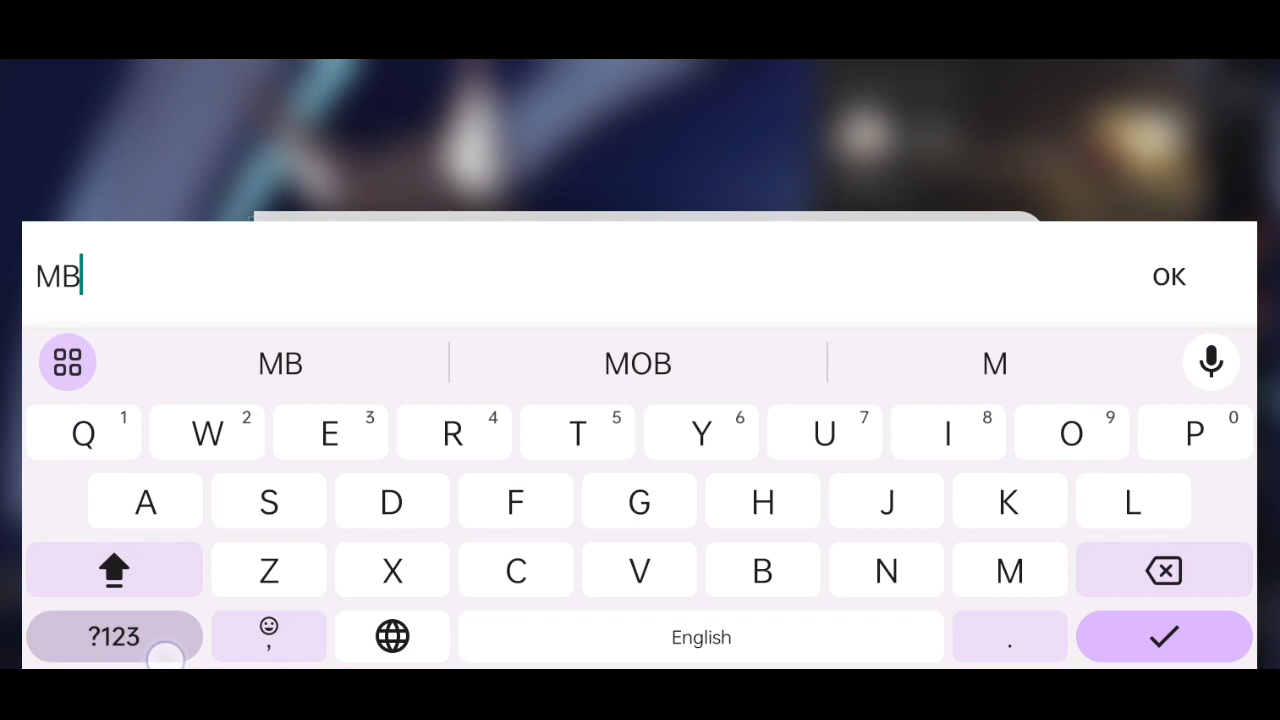 MB
OK
MB MOB M
Q 1 W 2 E 3 R 4 T 5 Y 6 U 7 I 8 O 9 P 0
A S D F G H J K L
Z X C V B N M
?123 , English .